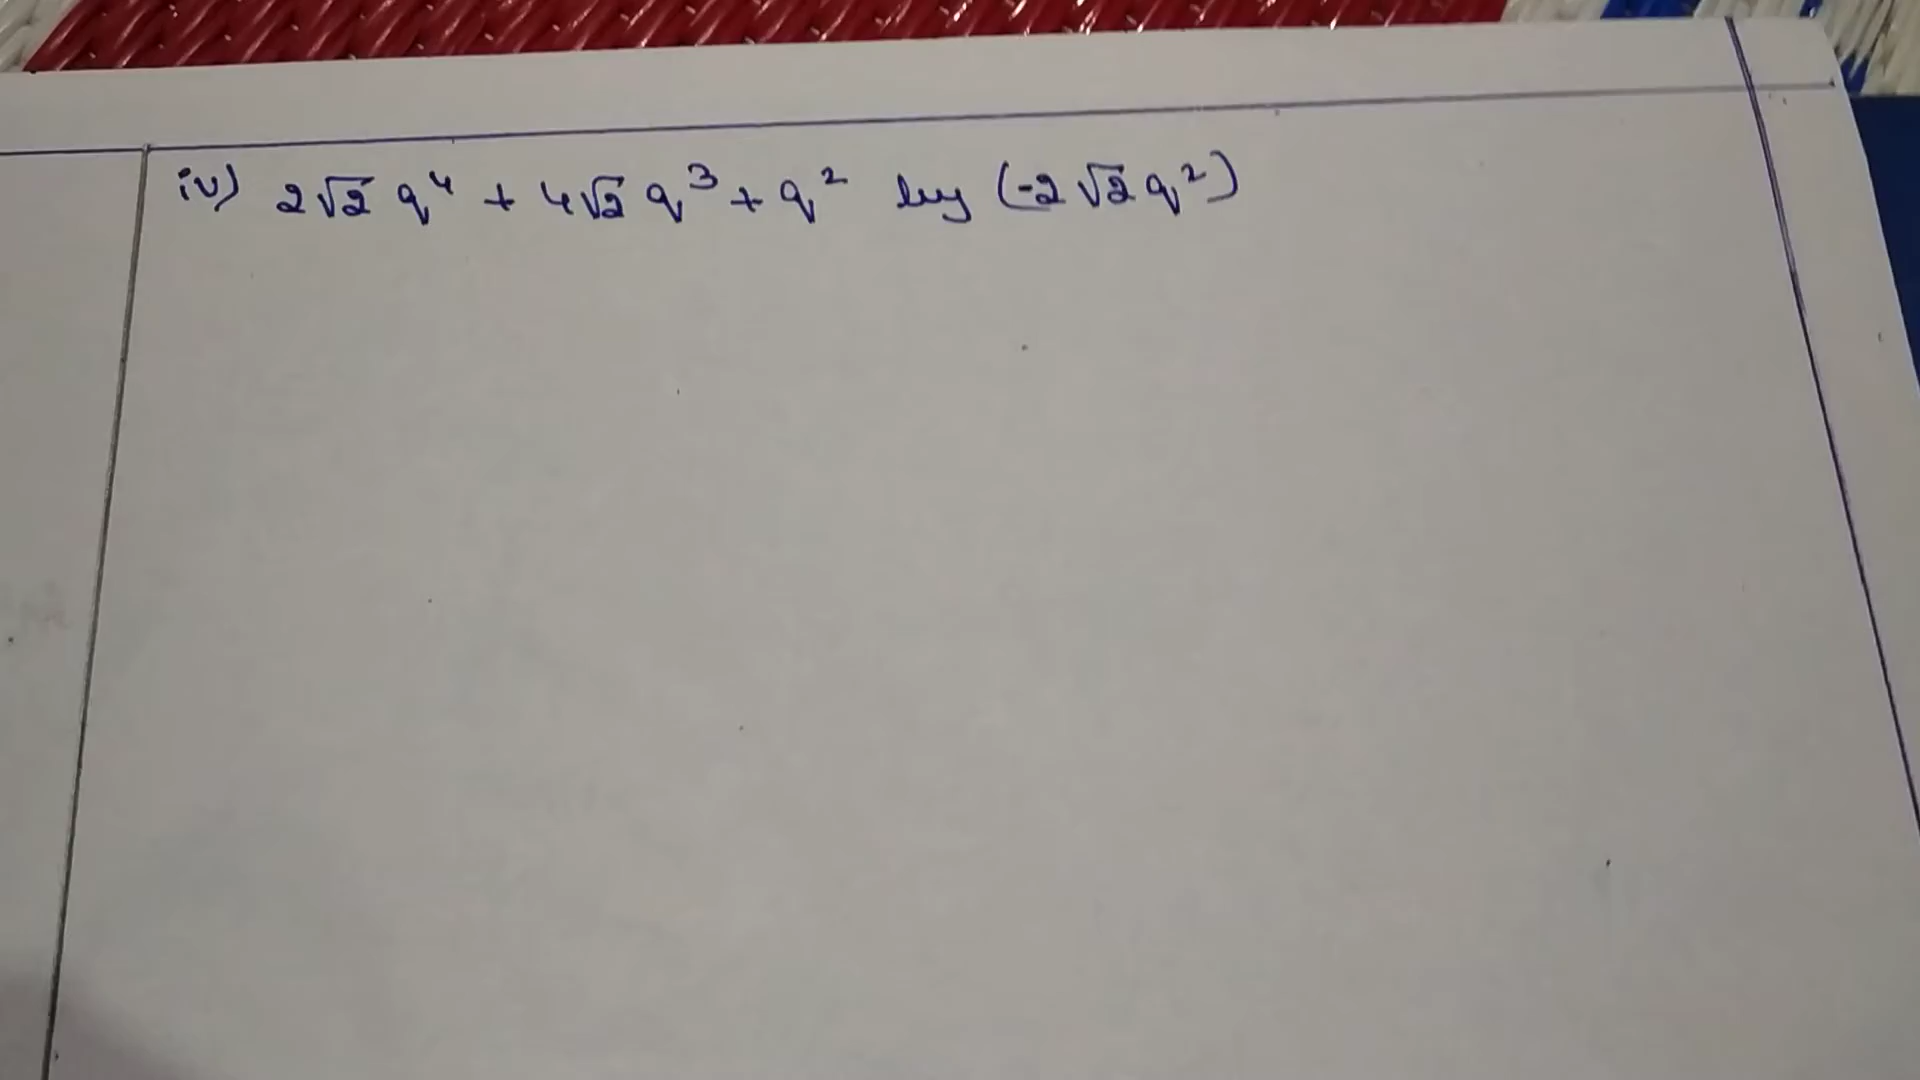 iv) 2√2 q⁴ + 4√2 q³ + q² by (-2√2 q²)